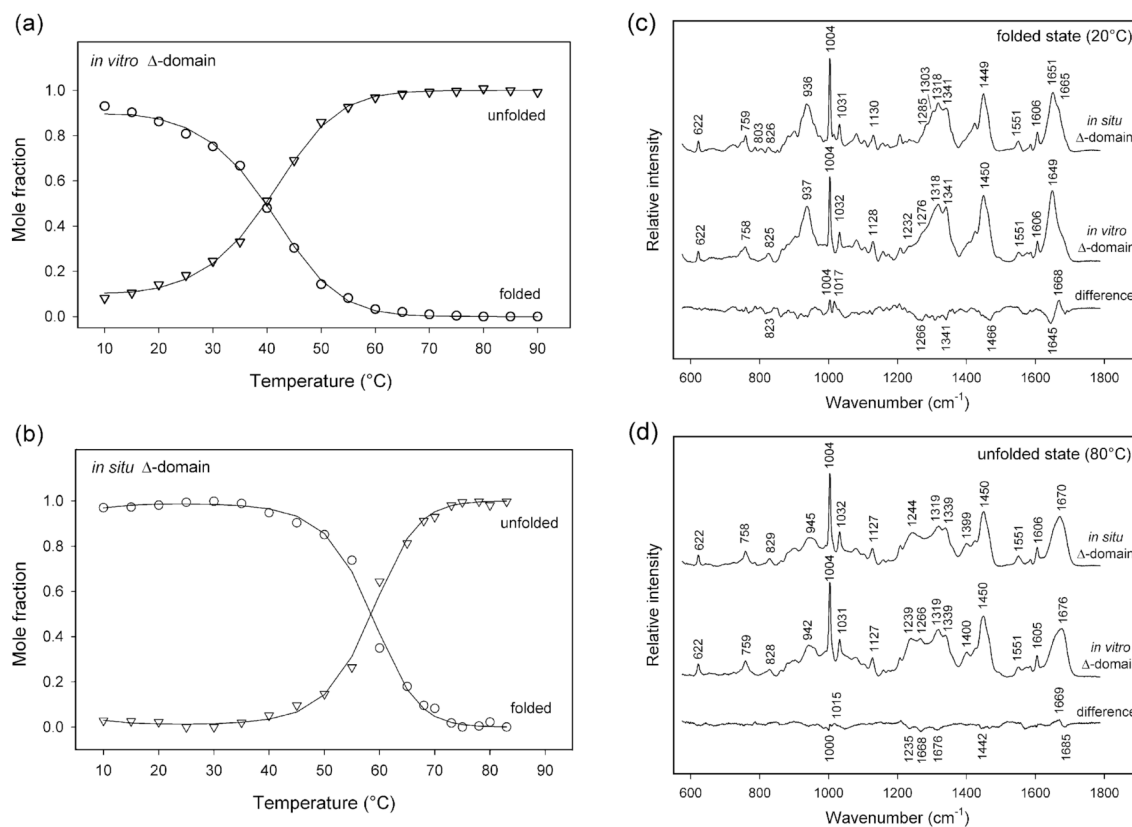 (a)
in vitro Δ-domain
1.0
0.8
0.6
0.4
0.2
0.0
Mole fraction
unfolded
folded
10 20 30 40 50 60 70 80 90
Temperature (°C)
(b)
in situ Δ-domain
1.0
0.8
0.6
0.4
0.2
0.0
Mole fraction
unfolded
folded
10 20 30 40 50 60 70 80 90
Temperature (°C)
(c)
folded state (20°C)
Relative intensity
622 759 803 826 936 1004 1031 1130 1285 1303 1318 1341 1449 1551 1606 1651 1665
in situ
Δ-domain
622 758 825 937 1004 1032 1128 1232 1276 1318 1341 1450 1551 1606 1649
in vitro
Δ-domain
1004 1017 1668
difference
823 1266 1341 1466 1645
600 800 1000 1200 1400 1600 1800
Wavenumber (cm-1)
(d)
unfolded state (80°C)
Relative intensity
622 758 829 945 1004 1032 1127 1244 1319 1339 1399 1450 1551 1606 1670
in situ
Δ-domain
622 759 828 942 1004 1031 1127 1239 1266 1319 1339 1400 1450 1551 1605 1676
in vitro
Δ-domain
1015 1669
difference
1000 1235 1668 1676 1442 1685
600 800 1000 1200 1400 1600 1800
Wavenumber (cm-1)